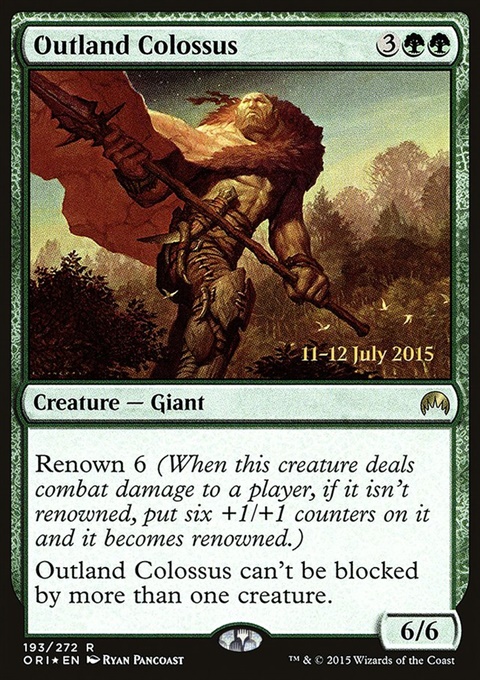 Outland Colossus 3
11–12 July 2015
Creature — Giant
Renown 6 (When this creature deals
combat damage to a player, if it isn't
renowned, put six +1/+1 counters on it
and it becomes renowned.)
Outland Colossus can't be blocked
by more than one creature.
6/6
193/272 R
ORI★EN Ryan Pancoast
™ & © 2015 Wizards of the Coast